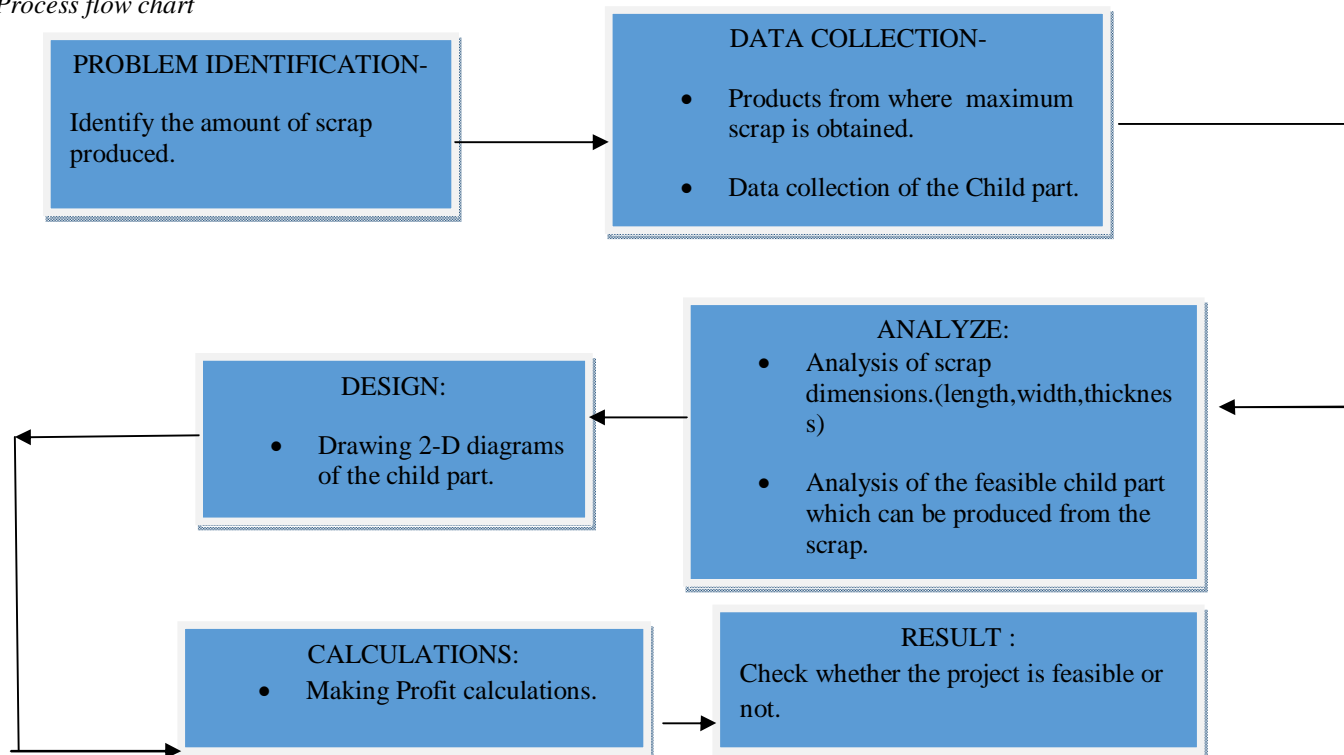 Process flow chart
PROBLEM IDENTIFICATION-
Identify the amount of scrap
produced.
DATA COLLECTION-
• Products from where maximum
scrap is obtained.
• Data collection of the Child part.
ANALYZE:
• Analysis of scrap
dimensions.(length,width,thicknes
s)
• Analysis of the feasible child part
which can be produced from the
scrap.
DESIGN:
• Drawing 2-D diagrams
of the child part.
CALCULATIONS:
• Making Profit calculations.
RESULT :
Check whether the project is feasible or
not.